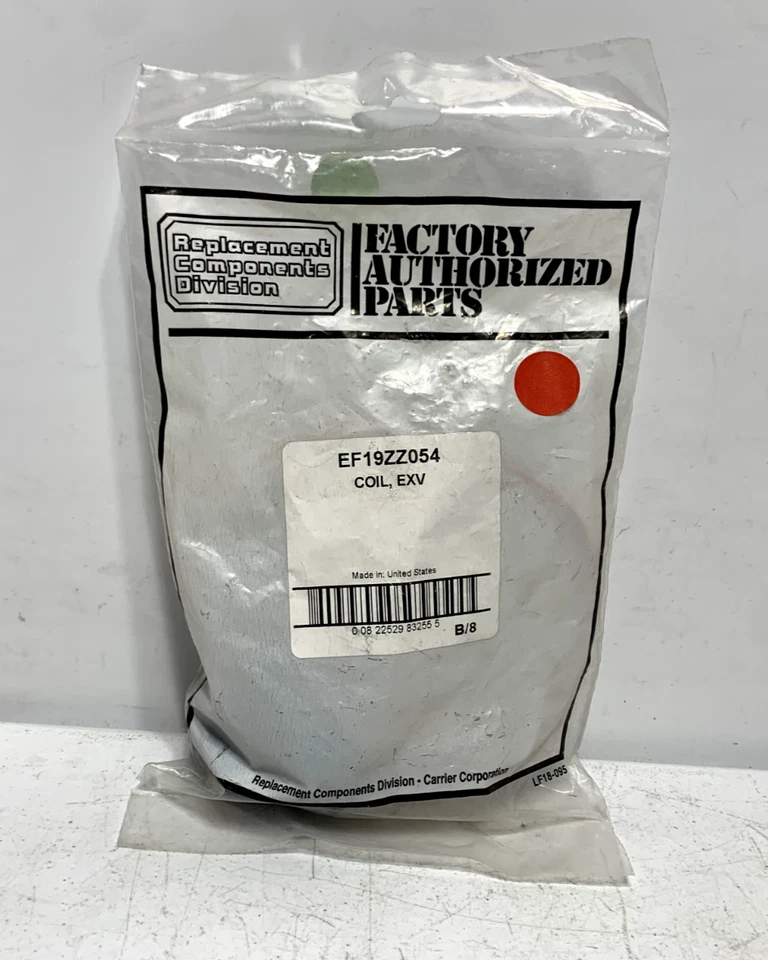 Replacement
Components
Division
FACTORY
AUTHORIZED
PARTS
EF19ZZ054
COIL, EXV
Made in: United States
0 08 22529 83255 5
B/8
Replacement Components Division • Carrier Corporation
LF18-095